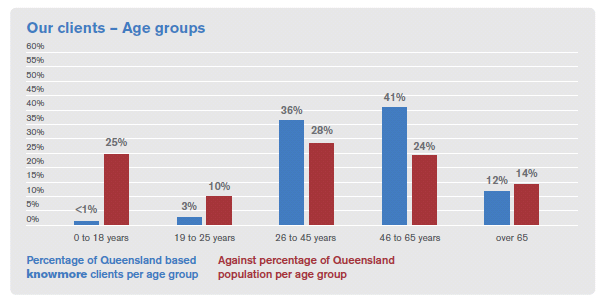 Our clients – Age groups
60%
55%
50%
45%
40%
35%
30%
25%
20%
15%
10%
5%
0%
<1%
25%
3%
10%
36%
28%
41%
24%
12%
14%
0 to 18 years
19 to 25 years
26 to 45 years
46 to 65 years
over 65
Percentage of Queensland based
knowmore clients per age group
Against percentage of Queensland
population per age group